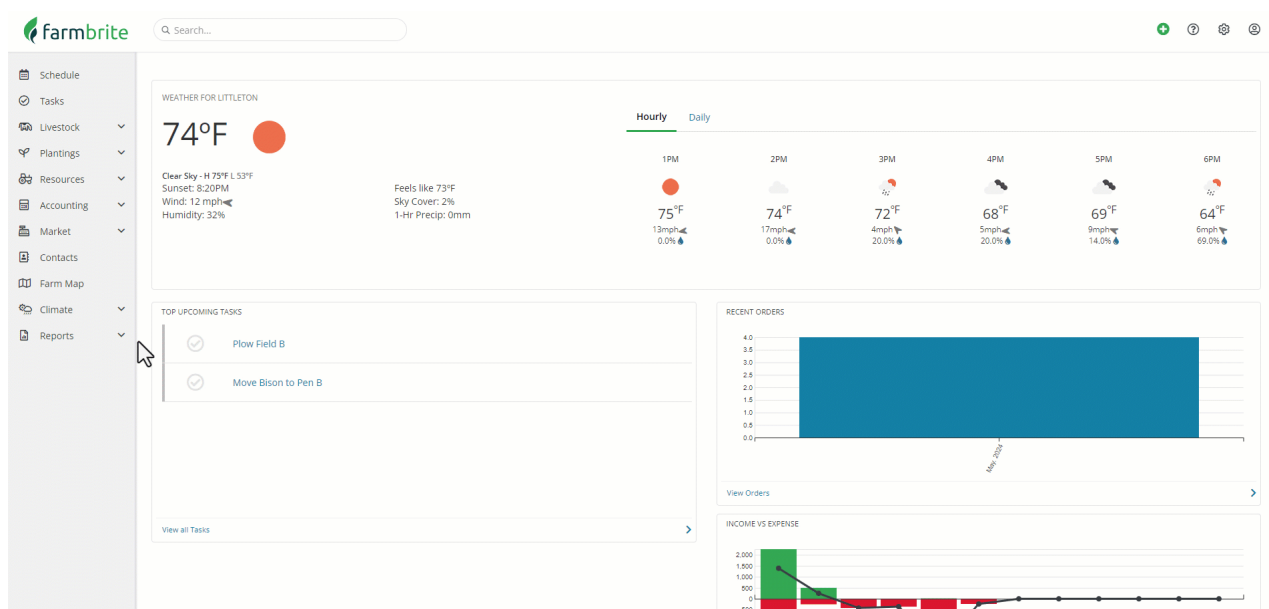 farmbrite
Search...
Schedule
Tasks
Livestock
Plantings
Resources
Accounting
Market
Contacts
Farm Map
Climate
Reports
WEATHER FOR LITTLETON
74°F
Clear Sky - H 75°F L 53°F
Sunset: 8:20PM
Wind: 12 mph
Humidity: 32%
Feels like 73°F
Sky Cover: 2%
1-Hr Precip: 0mm
Hourly Daily
1PM 2PM 3PM 4PM 5PM 6PM
75°F 74°F 72°F 68°F 69°F 64°F
13mph 17mph 4mph 5mph 9mph 6mph
0.0% 0.0% 20.0% 20.0% 14.0% 69.0%
TOP UPCOMING TASKS
Plow Field B
Move Bison to Pen B
View all Tasks
RECENT ORDERS
4.0
3.5
3.0
2.5
2.0
1.5
1.0
0.5
0.0
May, 2024
View Orders
INCOME VS EXPENSE
2,000
1,500
1,000
500
0